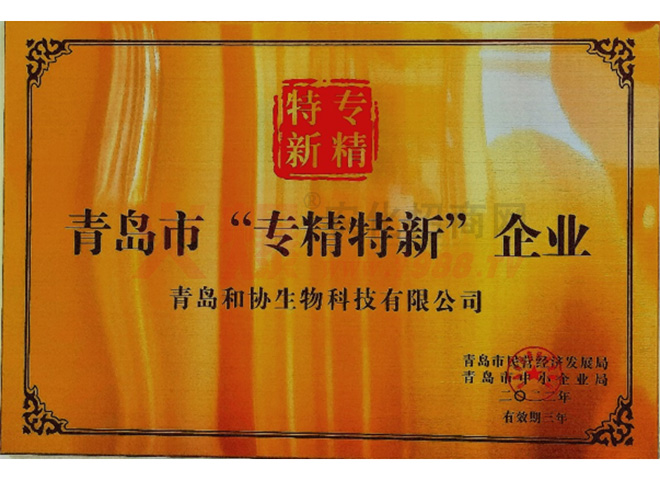 专精
特新
青岛市“专精特新”企业
青岛和协生物科技有限公司
青岛市民营经济发展局
青岛市中小企业局
二〇二二年
有效期三年